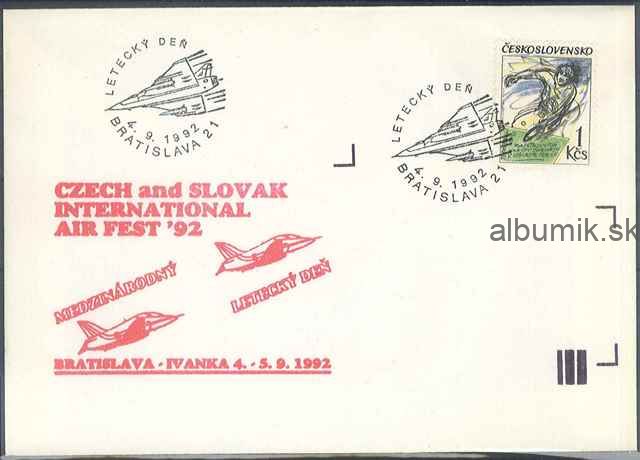 LETECKÝ DEŇ
4. 9. 1992
BRATISLAVA 21
LETECKÝ DEŇ
4. 9. 1992
BRATISLAVA 21
ČESKOSLOVENSKO
1
Kčs
CZECH and SLOVAK
INTERNATIONAL
AIR FEST '92
MEDZINÁRODNÝ
LETECKÝ DEŇ
BRATISLAVA - IVANKA 4. - 5. 9. 1992
albumik.sk